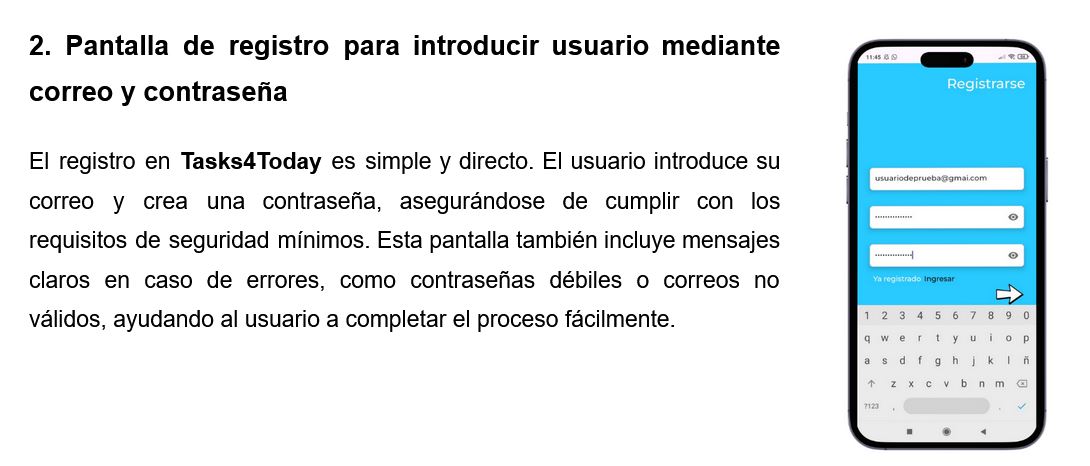 2. Pantalla de registro para introducir usuario mediante
correo y contraseña
El registro en Tasks4Today es simple y directo. El usuario introduce su
correo y crea una contraseña, asegurándose de cumplir con los
requisitos de seguridad mínimos. Esta pantalla también incluye mensajes
claros en caso de errores, como contraseñas débiles o correos no
válidos, ayudando al usuario a completar el proceso fácilmente.
11:45
Registrarse
usuariodeprueba@gmai.com
Ya registrado Ingresar
1 2 3 4 5 6 7 8 9 0
q w e r t y u i o p
a s d f g h j k l ñ
z x c v b n m
?123 , .